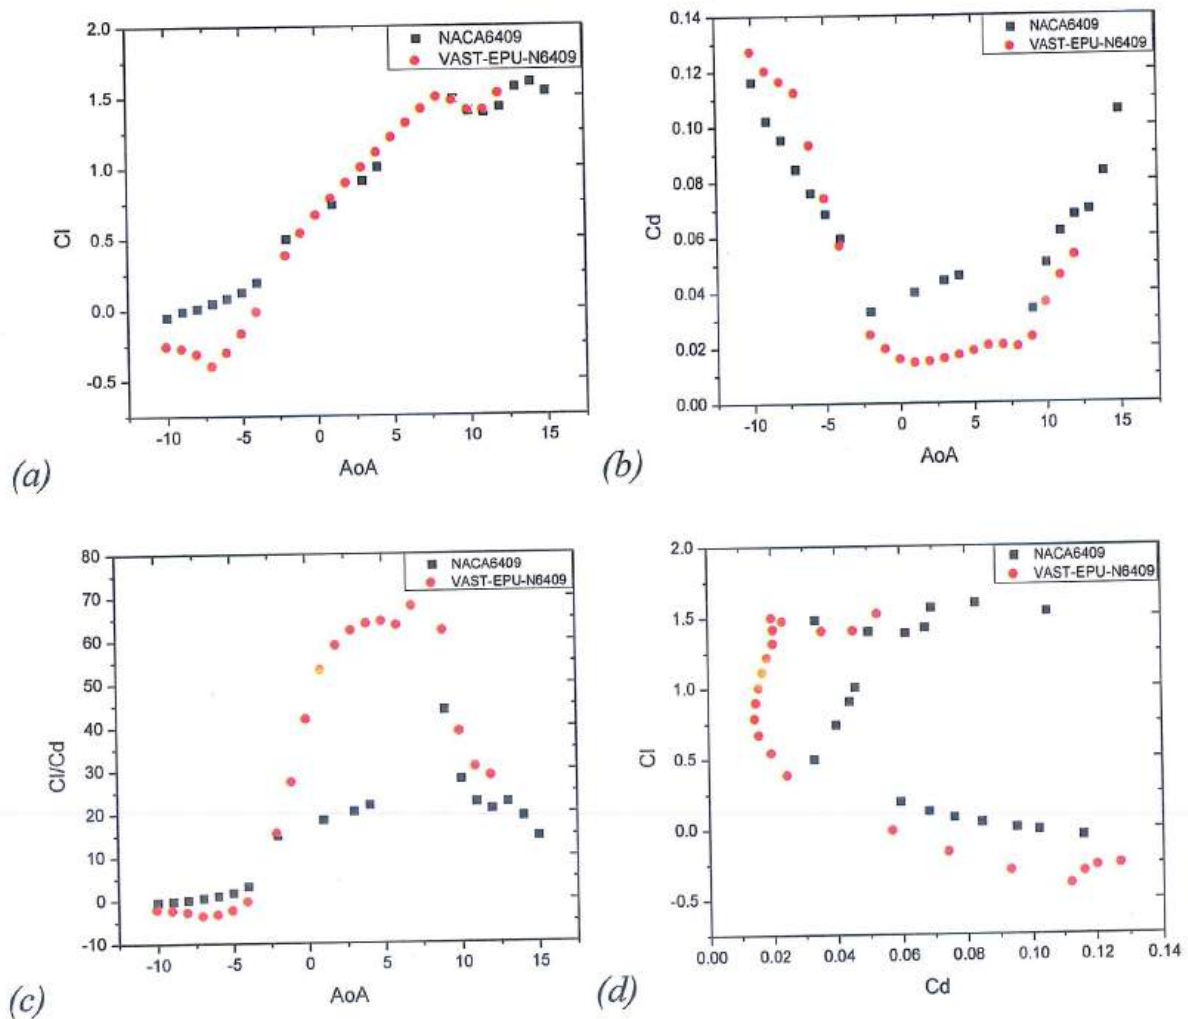 2.0
1.5
1.0
0.5
0.0
-0.5
Cl
NACA6409
VAST-EPU-N6409
-10 -5 0 5 10 15
AoA
(a)
0.14
0.12
0.10
0.08
0.06
0.04
0.02
0.00
Cd
NACA6409
VAST-EPU-N6409
-10 -5 0 5 10 15
AoA
(b)
80
70
60
50
40
30
20
10
0
-10
Cl/Cd
NACA6409
VAST-EPU-N6409
-10 -5 0 5 10 15
AoA
(c)
2.0
1.5
1.0
0.5
0.0
-0.5
Cl
NACA6409
VAST-EPU-N6409
0.00 0.02 0.04 0.06 0.08 0.10 0.12 0.14
Cd
(d)